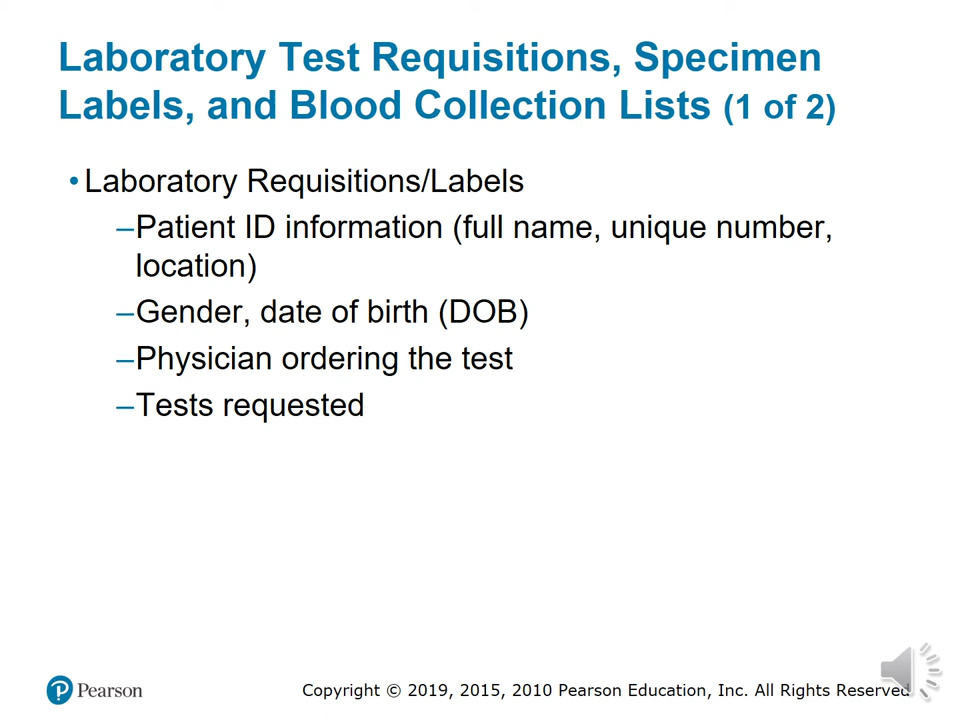 Laboratory Test Requisitions, Specimen
Labels, and Blood Collection Lists (1 of 2)
• Laboratory Requisitions/Labels
–Patient ID information (full name, unique number,
location)
–Gender, date of birth (DOB)
–Physician ordering the test
–Tests requested
Pearson
Copyright © 2019, 2015, 2010 Pearson Education, Inc. All Rights Reserved